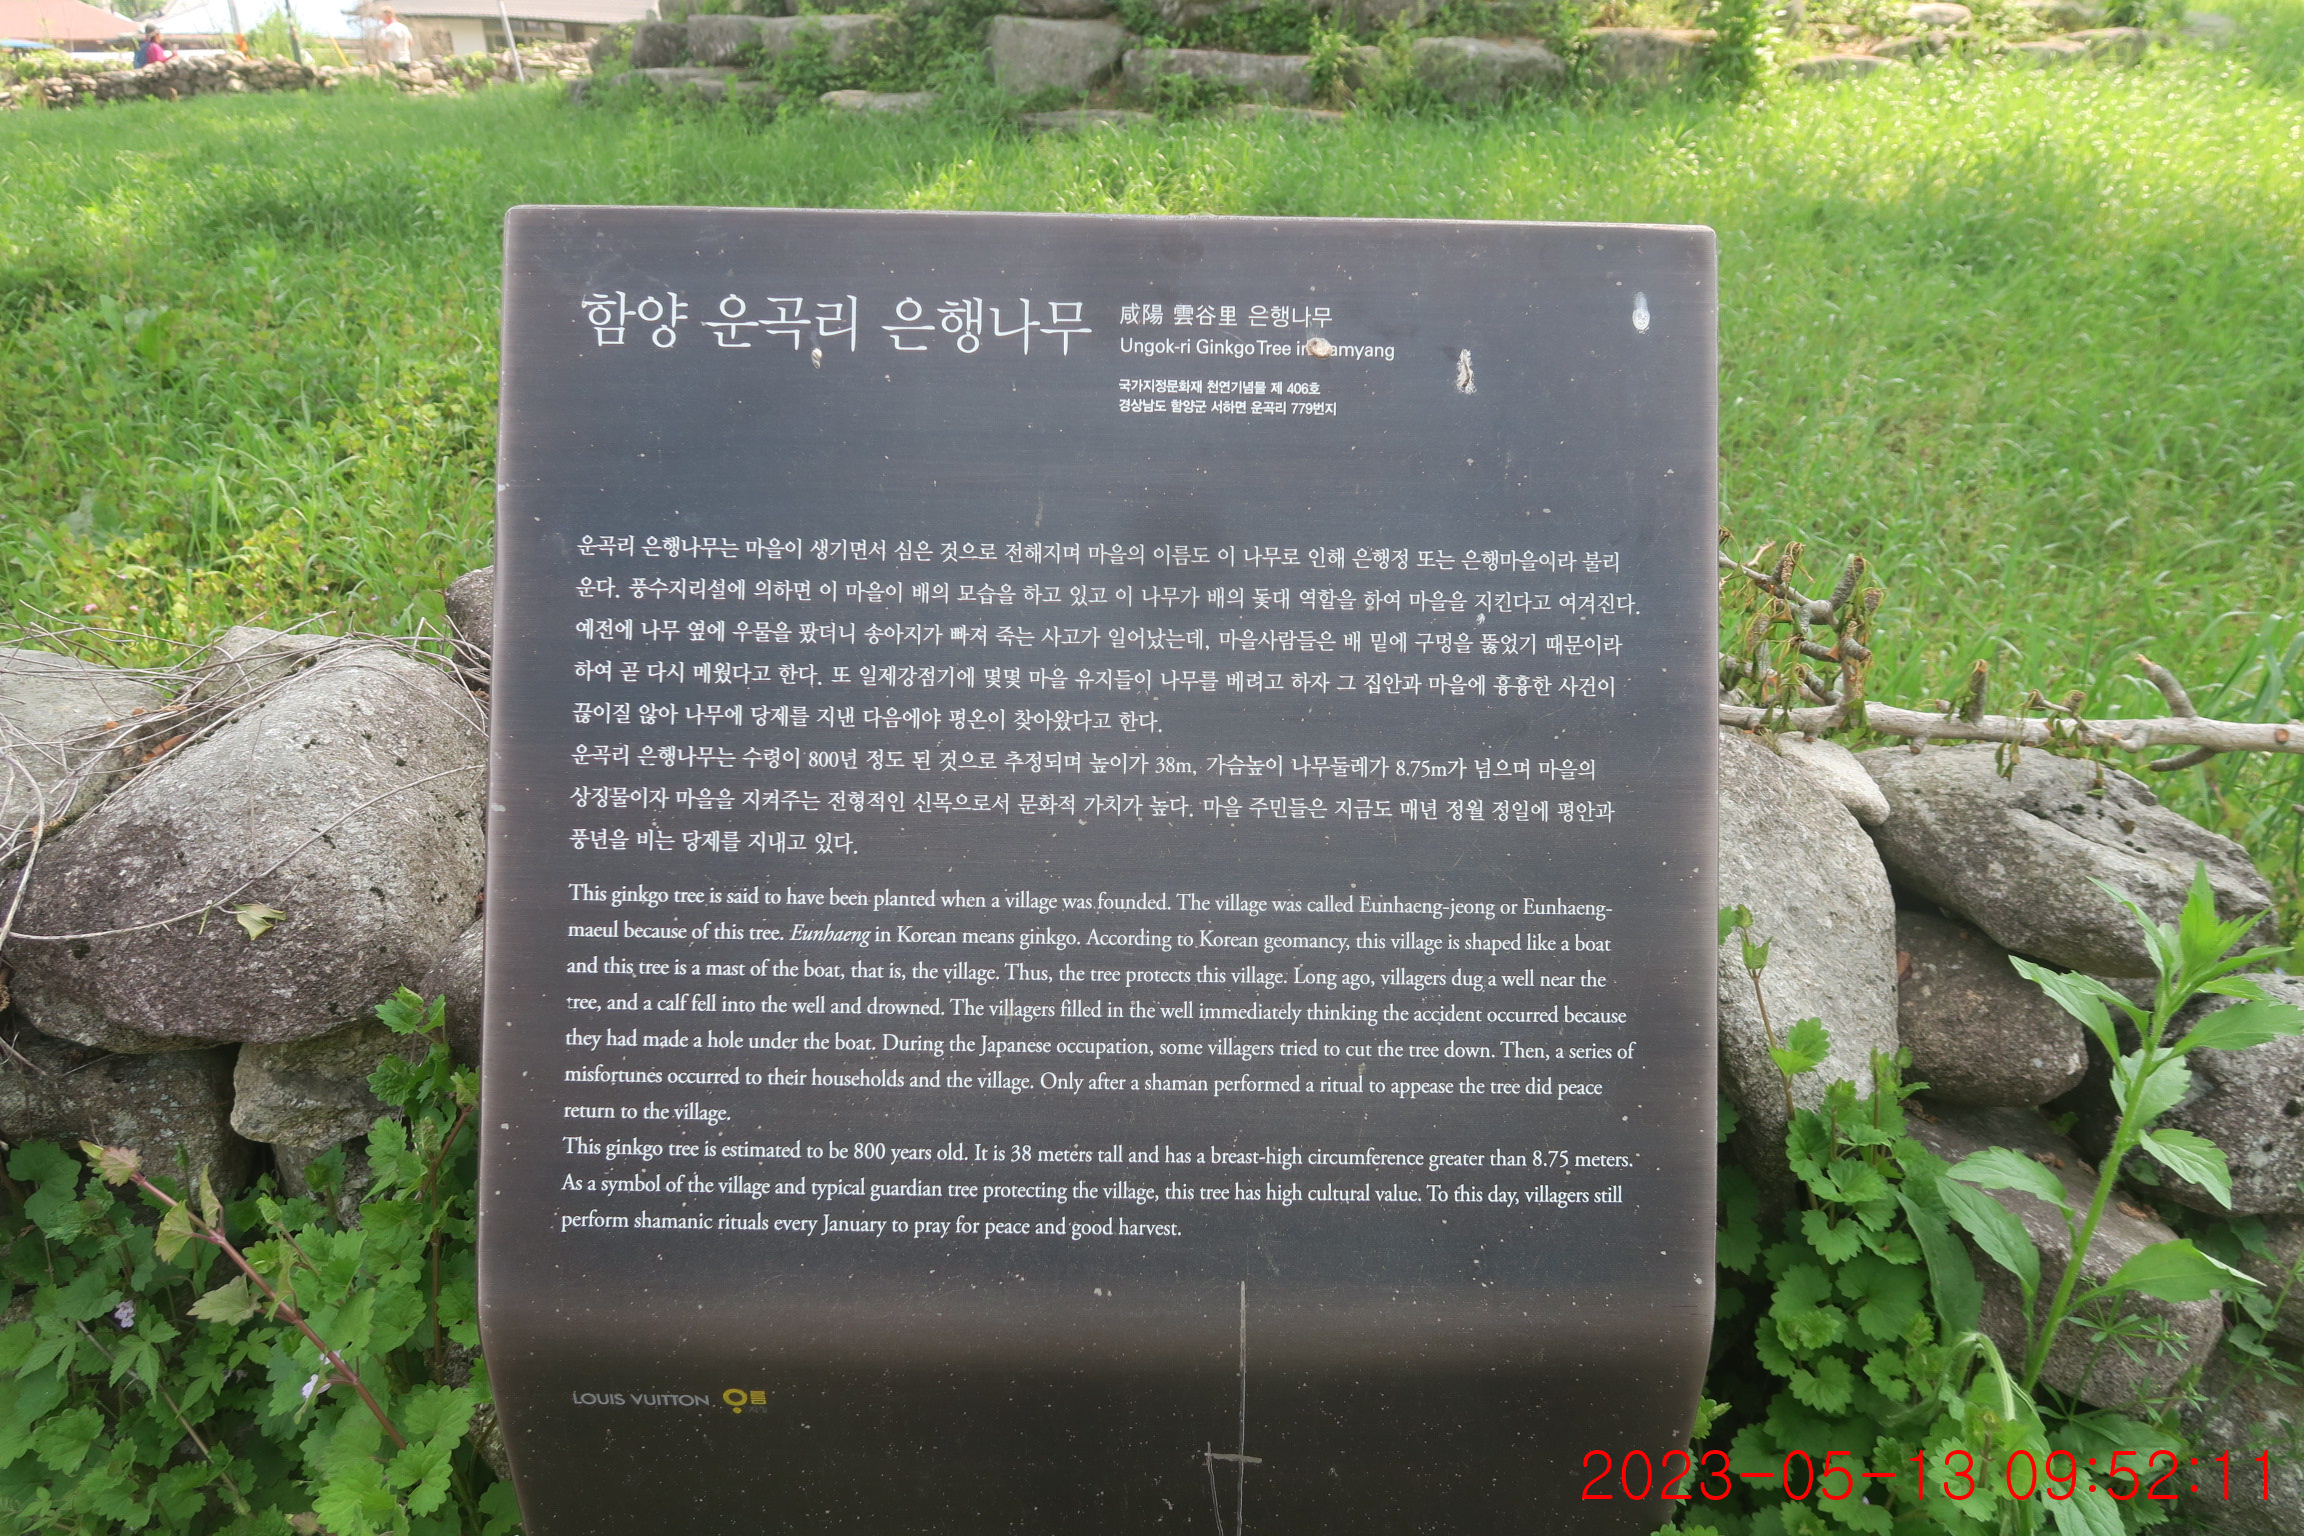 함양 운곡리 은행나무
咸陽 雲谷里 은행나무
Ungok-ri Ginkgo Tree in amyang
국가지정문화재 천연기념물 제 406호
경상남도 함양군 서하면 운곡리 779번지
운곡리 은행나무는 마을이 생기면서 심은 것으로 전해지며 마을의 이름도 이 나무로 인해 은행정 또는 은행마을이라 불리
운다. 풍수지리설에 의하면 이 마을이 배의 모습을 하고 있고 이 나무가 배의 돛대 역할을 하여 마을을 지킨다고 여겨진다.
예전에 나무 옆에 우물을 팠더니 송아지가 빠져 죽는 사고가 일어났는데, 마을사람들은 배 밑에 구멍을 뚫었기 때문이라
하여 곧 다시 메웠다고 한다. 또 일제강점기에 몇몇 마을 유지들이 나무를 베려고 하자 그 집안과 마을에 흉흉한 사건이
끊이질 않아 나무에 당제를 지낸 다음에야 평온이 찾아왔다고 한다.
운곡리 은행나무는 수령이 800년 정도 된 것으로 추정되며 높이가 38m, 가슴높이 나무둘레가 8.75m가 넘으며 마을의
상징물이자 마을을 지켜주는 전형적인 신목으로서 문화적 가치가 높다. 마을 주민들은 지금도 매년 정월 정일에 평안과
풍년을 비는 당제를 지내고 있다.
This ginkgo tree is said to have been planted when a village was founded. The village was called Eunhaeng-jeong or Eunhaeng-
maeul because of this tree. Eunhaeng in Korean means ginkgo. According to Korean geomancy, this village is shaped like a boat
and this tree is a mast of the boat, that is, the village. Thus, the tree protects this village. Long ago, villagers dug a well near the
tree, and a calf fell into the well and drowned. The villagers filled in the well immediately thinking the accident occurred because
they had made a hole under the boat. During the Japanese occupation, some villagers tried to cut the tree down. Then, a series of
misfortunes occurred to their households and the village. Only after a shaman performed a ritual to appease the tree did peace
return to the village.
This ginkgo tree is estimated to be 800 years old. It is 38 meters tall and has a breast-high circumference greater than 8.75 meters.
As a symbol of the village and typical guardian tree protecting the village, this tree has high cultural value. To this day, villagers still
perform shamanic rituals every January to pray for peace and good harvest.
LOUIS VUITTON
2023-05-13 09:52:11